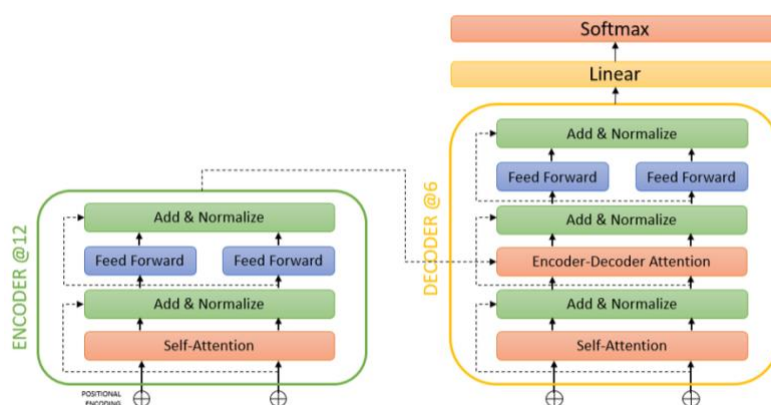 Softmax
Linear
Add & Normalize
Feed Forward Feed Forward
Add & Normalize
Encoder-Decoder Attention
Add & Normalize
Self-Attention
DECODER @6
Add & Normalize
Feed Forward Feed Forward
Add & Normalize
Self-Attention
ENCODER @12
POSITIONAL
ENCODING